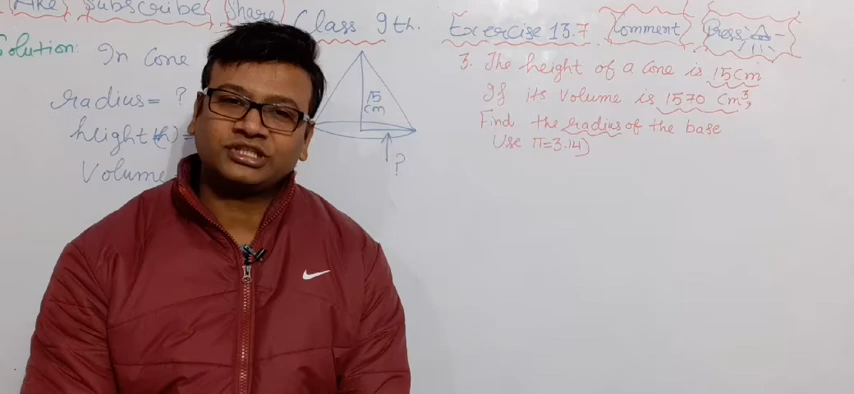 Like Subscribe Share Class 9th. Exercise 13.7 Comment Press
Solution: In Cone
radius = ?
height(h) =
Volume
15
cm
?
3. The height of a cone is 15cm
If its volume is 1570 cm³,
Find the radius of the base
Use π=3.14)